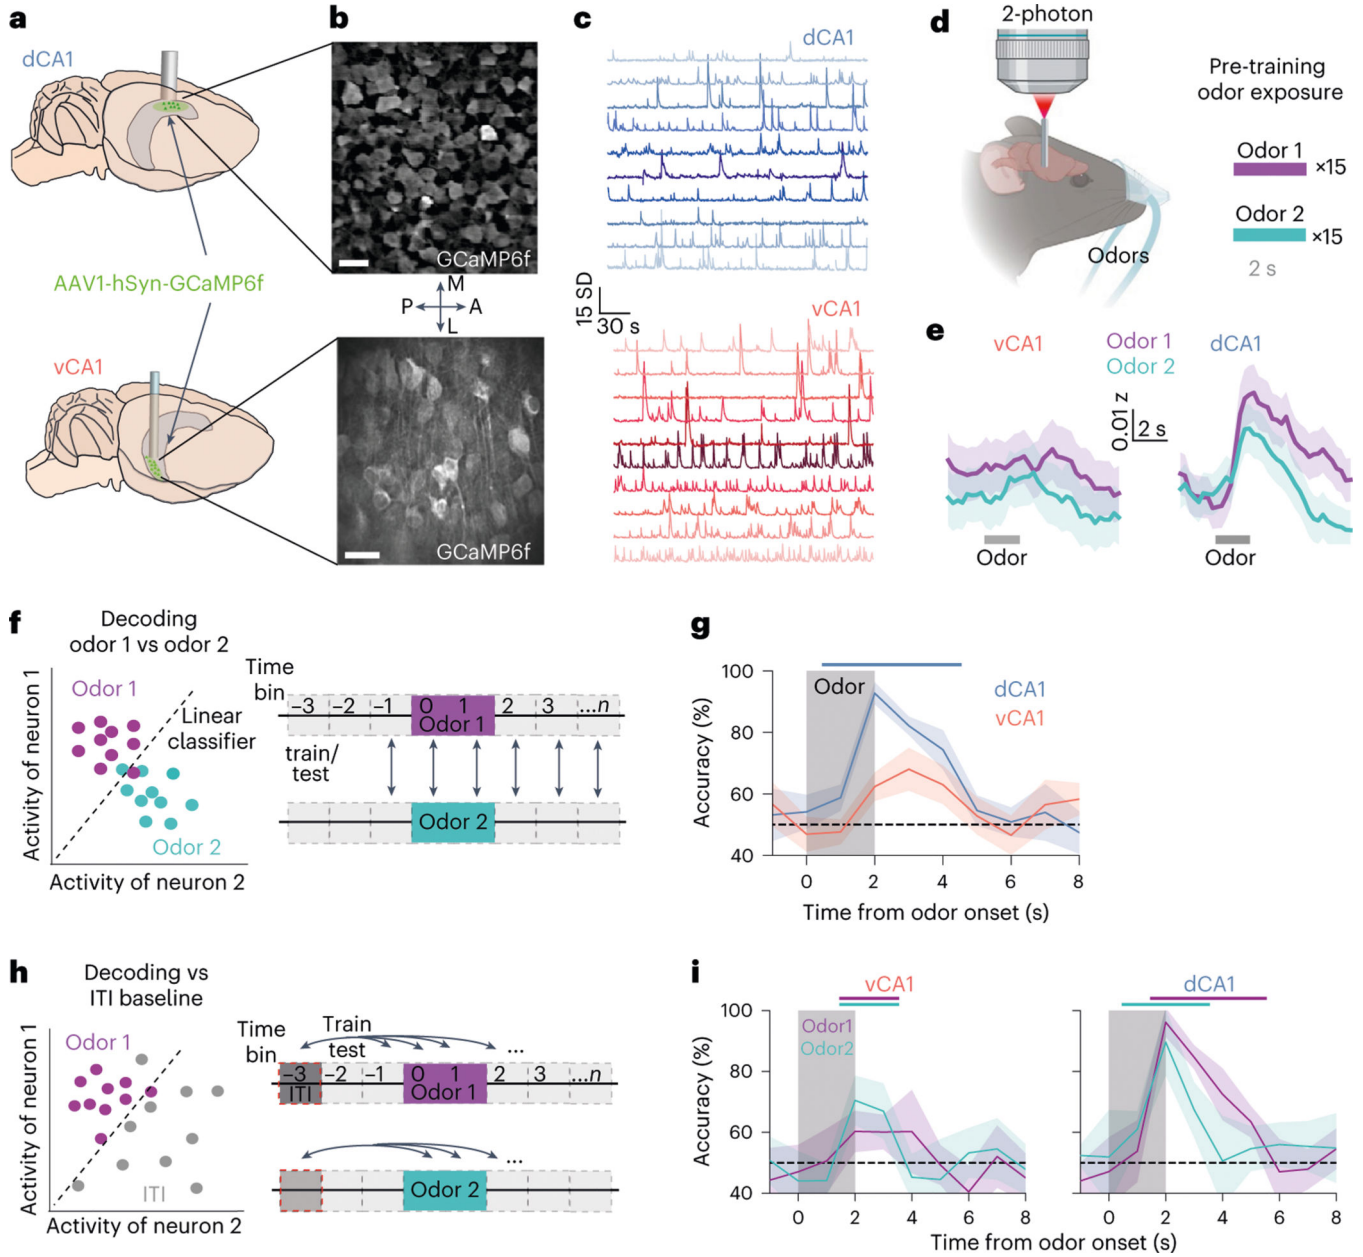 a
dCA1
AAV1-hSyn-GCaMP6f
vCA1
b
GCaMP6f
M
P A
L
GCaMP6f
c
dCA1
15 SD
30 s
vCA1
d
2-photon
Odors
Pre-training
odor exposure
Odor 1
×15
Odor 2
×15
2 s
e
vCA1
Odor 1
Odor 2
dCA1
0.01 z
2 s
Odor
Odor
f
Decoding
odor 1 vs odor 2
Activity of neuron 1
Odor 1
Linear
classifier
Odor 2
Activity of neuron 2
Time
bin
−3 −2 −1 0 1 2 3 ...n
Odor 1
train/
test
Odor 2
g
Accuracy (%)
100
80
60
40
Odor
dCA1
vCA1
0 2 4 6 8
Time from odor onset (s)
h
Decoding vs
ITI baseline
Activity of neuron 1
Odor 1
ITI
Activity of neuron 2
Time
bin
Train
test
...
−3 −2 −1 0 1 2 3 ...n
ITI Odor 1
...
Odor 2
i
vCA1
dCA1
Accuracy (%)
100
80
60
40
Odor1
Odor2
0 2 4 6 8
100
80
60
40
0 2 4 6 8
Time from odor onset (s)